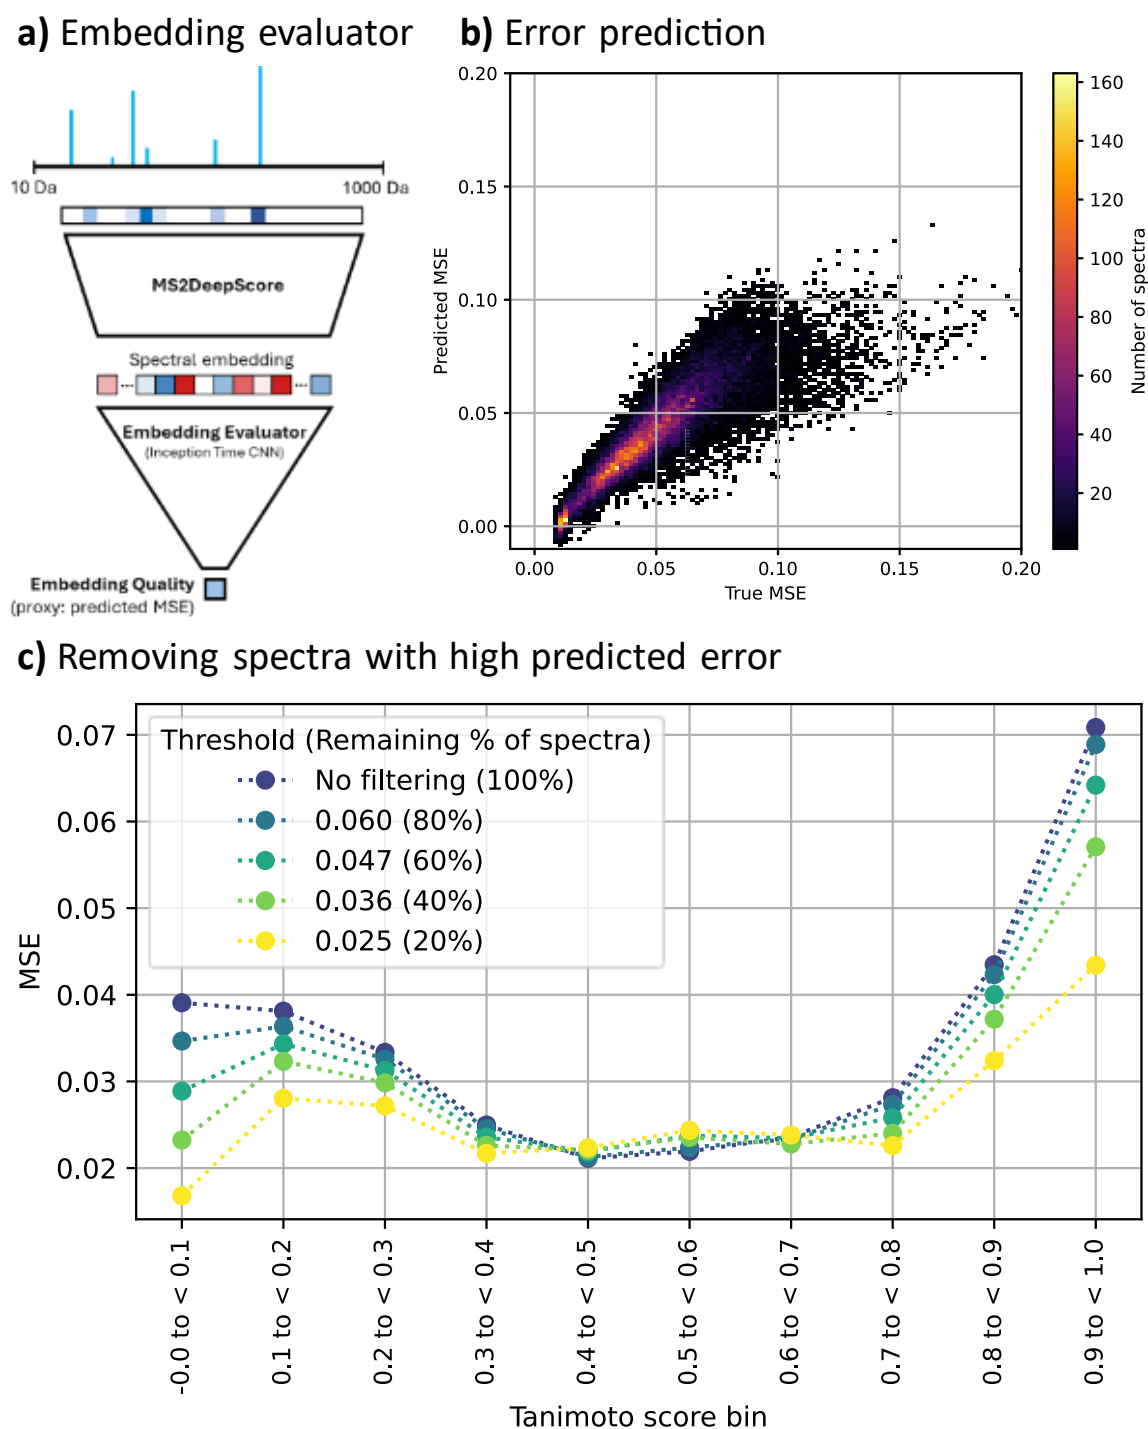 a) Embedding evaluator
10 Da
1000 Da
MS2DeepScore
Spectral embedding
Embedding Evaluator
(Inception Time CNN)
Embedding Quality
(proxy: predicted MSE)
b) Error prediction
0.20
0.15
0.10
0.05
0.00
Predicted MSE
0.00
0.05
0.10
0.15
0.20
True MSE
160
140
120
100
80
60
40
20
Number of spectra
c) Removing spectra with high predicted error
Threshold (Remaining % of spectra)
No filtering (100%)
0.060 (80%)
0.047 (60%)
0.036 (40%)
0.025 (20%)
0.07
0.06
0.05
0.04
0.03
0.02
MSE
-0.0 to < 0.1
0.1 to < 0.2
0.2 to < 0.3
0.3 to < 0.4
0.4 to < 0.5
0.5 to < 0.6
0.6 to < 0.7
0.7 to < 0.8
0.8 to < 0.9
0.9 to < 1.0
Tanimoto score bin